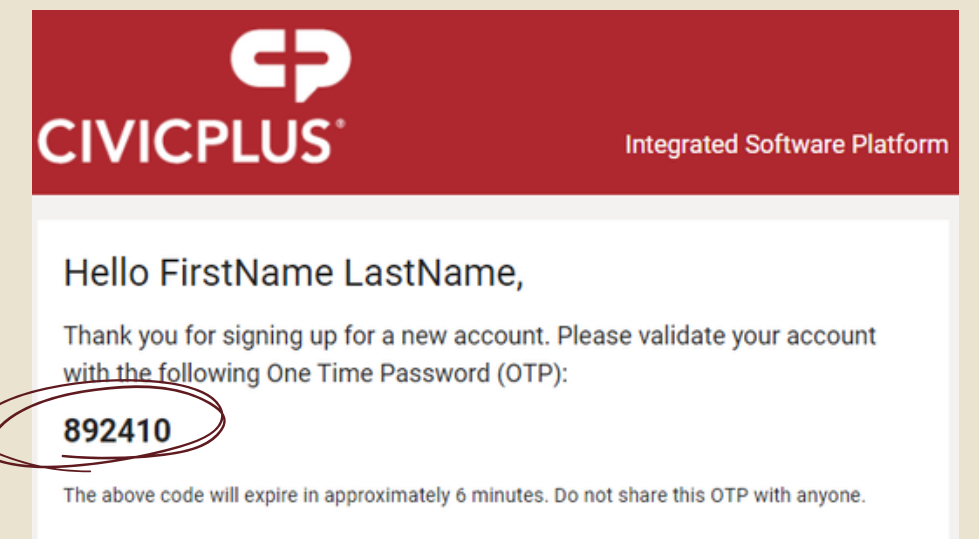 CIVICPLUS®
Integrated Software Platform
Hello FirstName LastName,
Thank you for signing up for a new account. Please validate your account
with the following One Time Password (OTP):
892410
The above code will expire in approximately 6 minutes. Do not share this OTP with anyone.